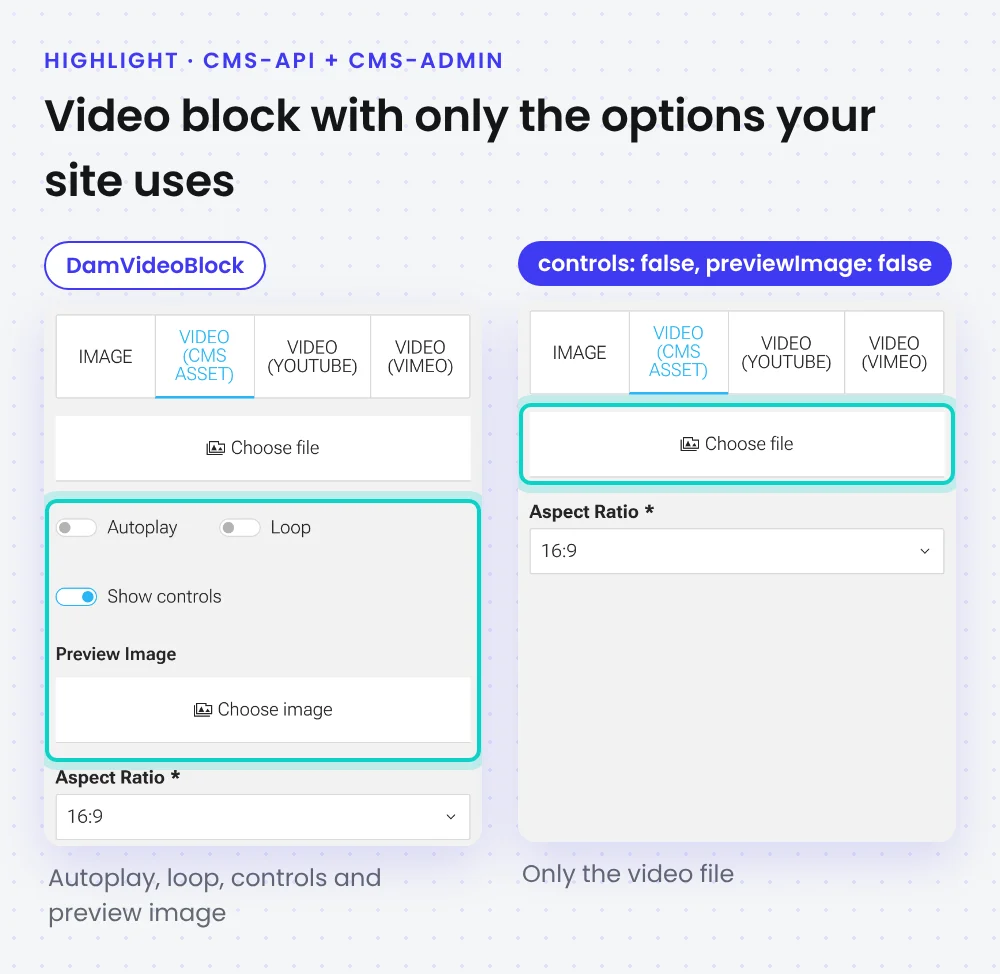 HIGHLIGHT · CMS-API + CMS-ADMIN
Video block with only the options your
site uses
DamVideoBlock
IMAGE
VIDEO
(CMS
ASSET)
VIDEO
(YOUTUBE)
VIDEO
(VIMEO)
Choose file
Autoplay
Loop
Show controls
Preview Image
Choose image
Aspect Ratio *
16:9
Autoplay, loop, controls and
preview image
controls: false, previewImage: false
IMAGE
VIDEO
(CMS
ASSET)
VIDEO
(YOUTUBE)
VIDEO
(VIMEO)
Choose file
Aspect Ratio *
16:9
Only the video file